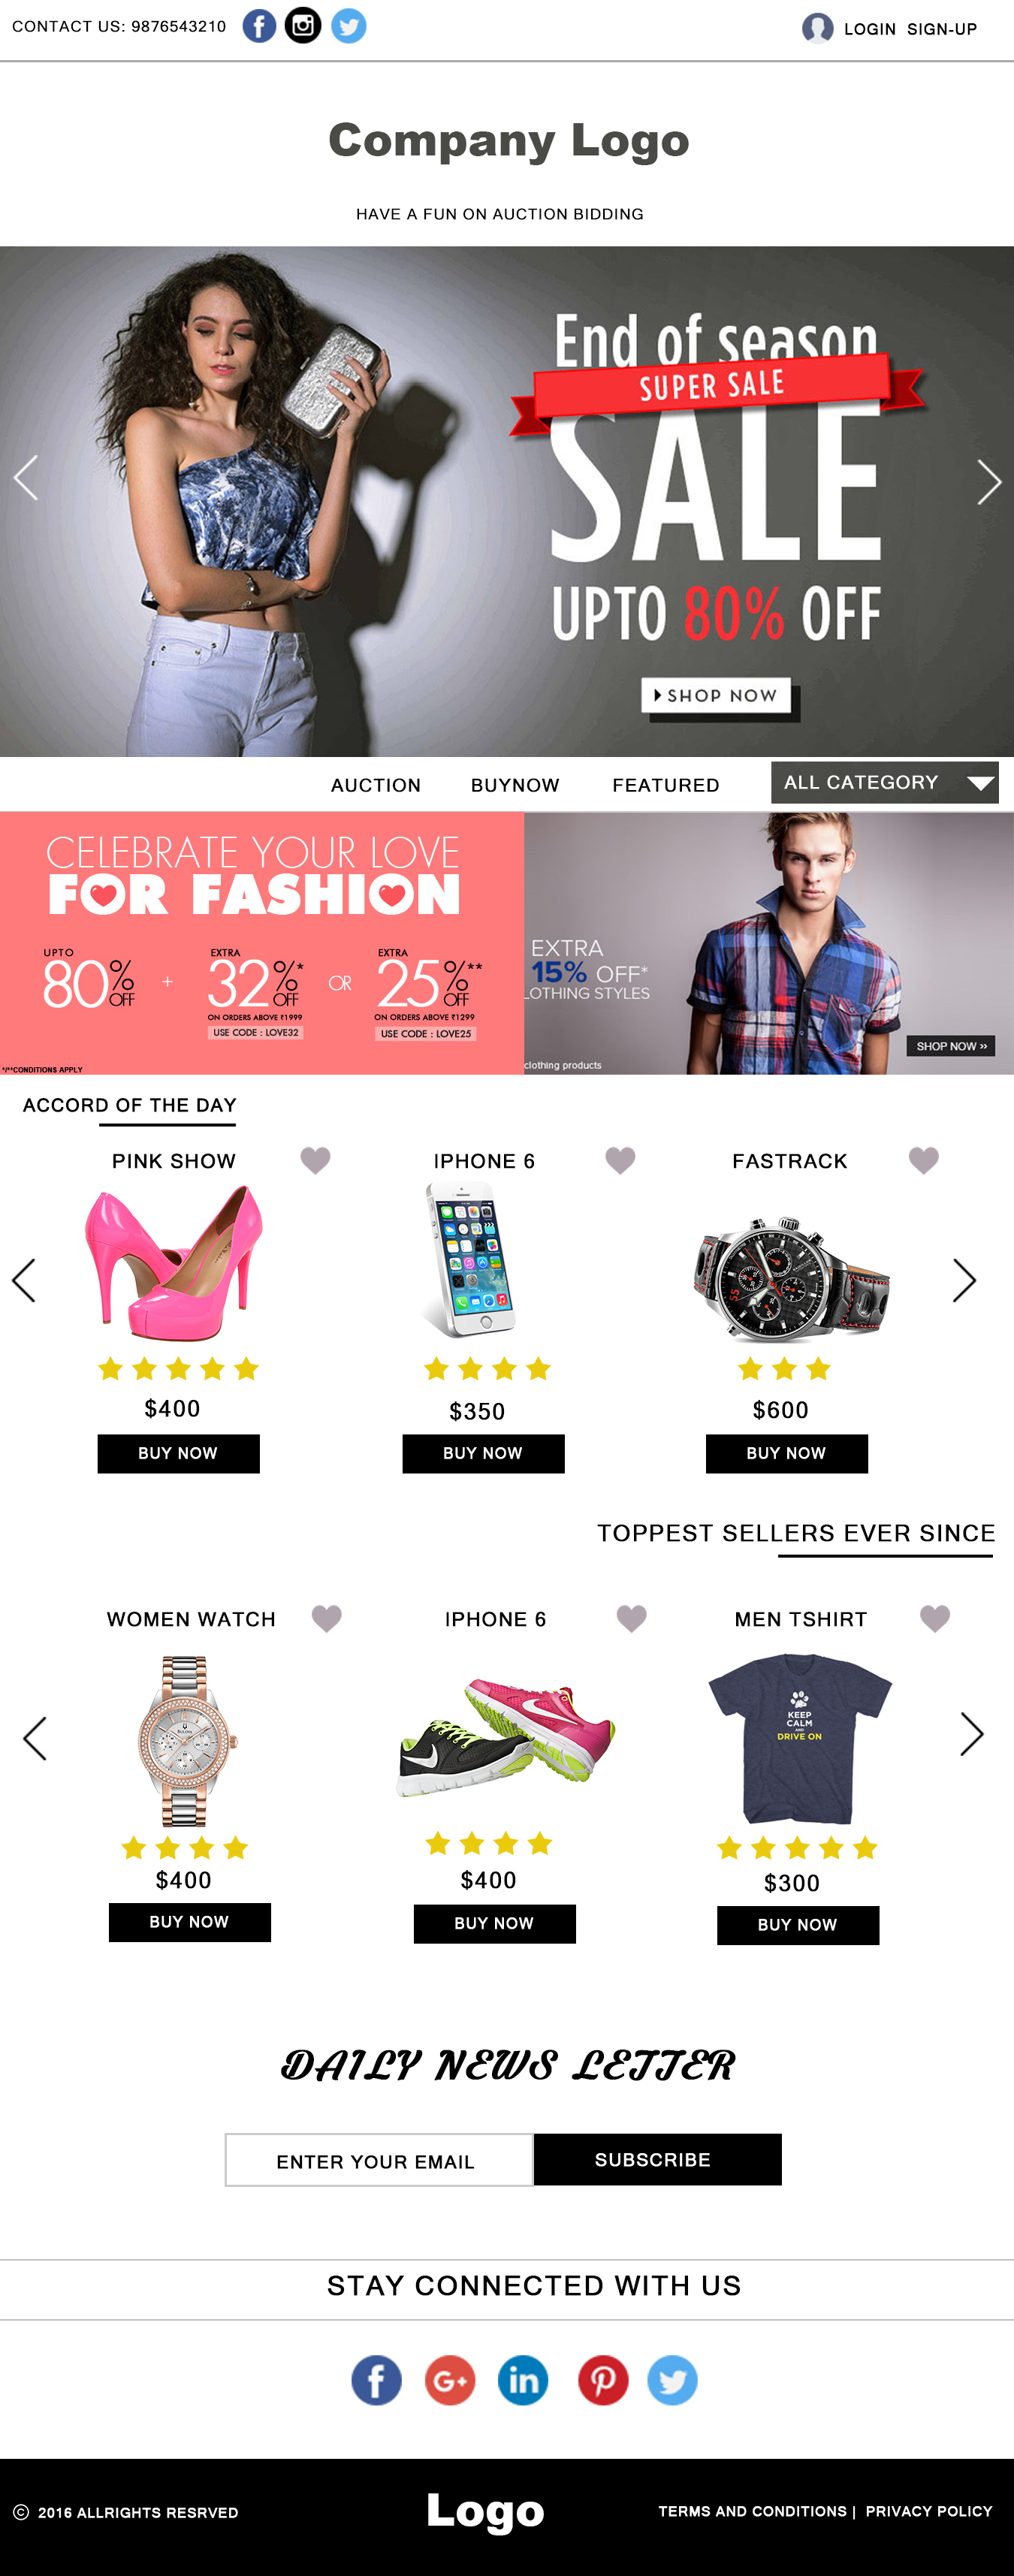 CONTACT US: 9876543210
LOGIN SIGN-UP
Company Logo
HAVE A FUN ON AUCTION BIDDING
End of season
SUPER SALE
SALE
UPTO 80% OFF
SHOP NOW
AUCTION BUYNOW FEATURED ALL CATEGORY
CELEBRATE YOUR LOVE
FOR FASHION
UPTO
80% OFF
+
EXTRA
32%* OFF
ON ORDERS ABOVE ₹1999
USE CODE : LOVE32
OR
EXTRA
25%** OFF
ON ORDERS ABOVE ₹1299
USE CODE : LOVE25
*/**CONDITIONS APPLY
EXTRA
15% OFF*
LOTHING STYLES
SHOP NOW »
clothing products
ACCORD OF THE DAY
PINK SHOW IPHONE 6 FASTRACK
$400 $350 $600
BUY NOW BUY NOW BUY NOW
TOPPEST SELLERS EVER SINCE
WOMEN WATCH IPHONE 6 MEN TSHIRT
BULOVA
KEEP
CALM
AND
DRIVE ON
$400 $400 $300
BUY NOW BUY NOW BUY NOW
DAILY NEWS LETTER
ENTER YOUR EMAIL SUBSCRIBE
STAY CONNECTED WITH US
f G+ in
© 2016 ALLRIGHTS RESRVED
Logo
TERMS AND CONDITIONS | PRIVACY POLICY